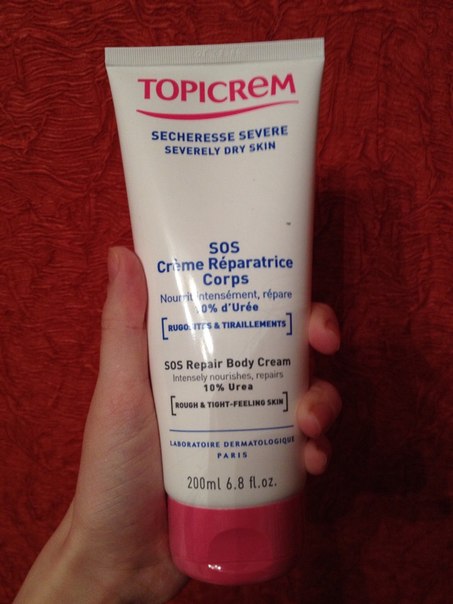 TOPICREM
SECHERESSE SEVERE
SEVERELY DRY SKIN
SOS
Crème Réparatrice
Corps
Nourrit intensément, répare
10% d'Urée
[RUGOSITÉS & TIRAILLEMENTS]
SOS Repair Body Cream
Intensely nourishes, repairs
10% Urea
[ROUGH & TIGHT-FEELING SKIN]
LABORATOIRE DERMATOLOGIQUE
PARIS
200ml 6.8 fl.oz.